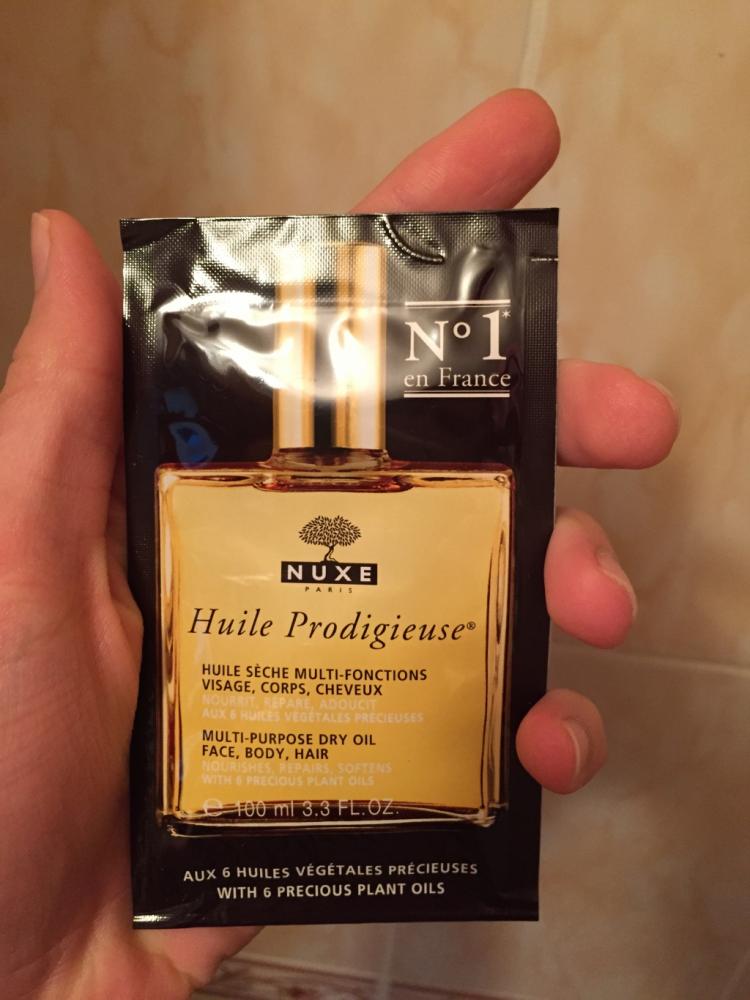 N° 1*
en France
NUXE
PARIS
Huile Prodigieuse®
HUILE SÈCHE MULTI-FONCTIONS
VISAGE, CORPS, CHEVEUX
NOURRIT, RÉPARE, ADOUCIT
AUX 6 HUILES VÉGÉTALES PRÉCIEUSES
MULTI-PURPOSE DRY OIL
FACE, BODY, HAIR
NOURISHES, REPAIRS, SOFTENS
WITH 6 PRECIOUS PLANT OILS
℮ 100 ml 3.3 FL.OZ.
AUX 6 HUILES VÉGÉTALES PRÉCIEUSES
WITH 6 PRECIOUS PLANT OILS